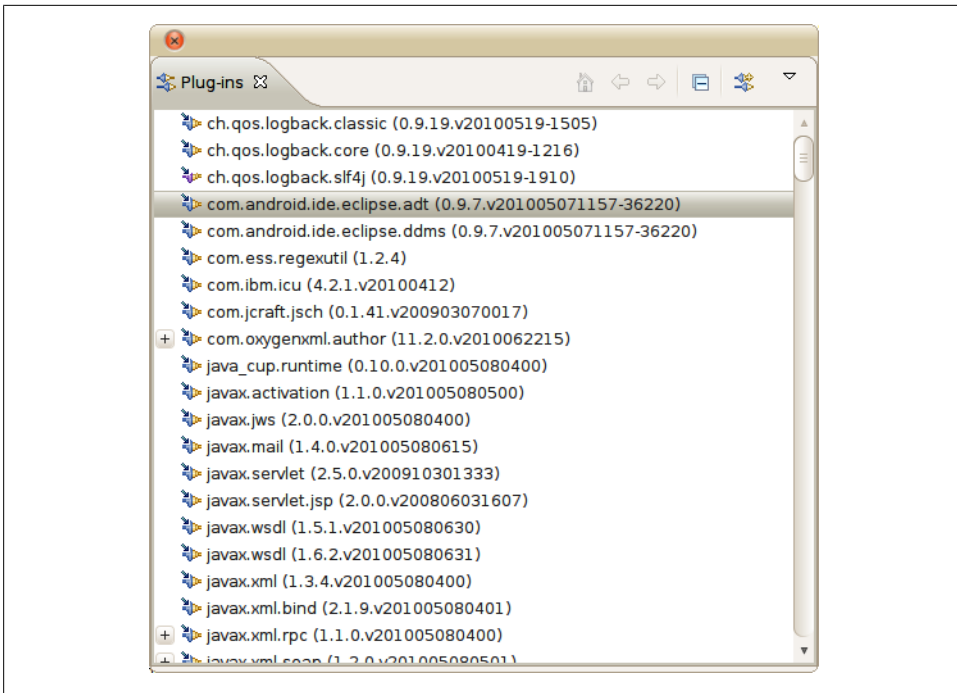 Plug-ins
ch.qos.logback.classic (0.9.19.v20100519-1505)
ch.qos.logback.core (0.9.19.v20100419-1216)
ch.qos.logback.slf4j (0.9.19.v20100519-1910)
com.android.ide.eclipse.adt (0.9.7.v201005071157-36220)
com.android.ide.eclipse.ddms (0.9.7.v201005071157-36220)
com.ess.regexutil (1.2.4)
com.ibm.icu (4.2.1.v20100412)
com.jcraft.jsch (0.1.41.v200903070017)
com.oxygenxml.author (11.2.0.v2010062215)
java_cup.runtime (0.10.0.v201005080400)
javax.activation (1.1.0.v201005080500)
javax.jws (2.0.0.v201005080400)
javax.mail (1.4.0.v201005080615)
javax.servlet (2.5.0.v200910301333)
javax.servlet.jsp (2.0.0.v200806031607)
javax.wsdl (1.5.1.v201005080630)
javax.wsdl (1.6.2.v201005080631)
javax.xml (1.3.4.v201005080400)
javax.xml.bind (2.1.9.v201005080401)
javax.xml.rpc (1.1.0.v201005080400)
javax.xml.soap (1.2.0.v201005080501)